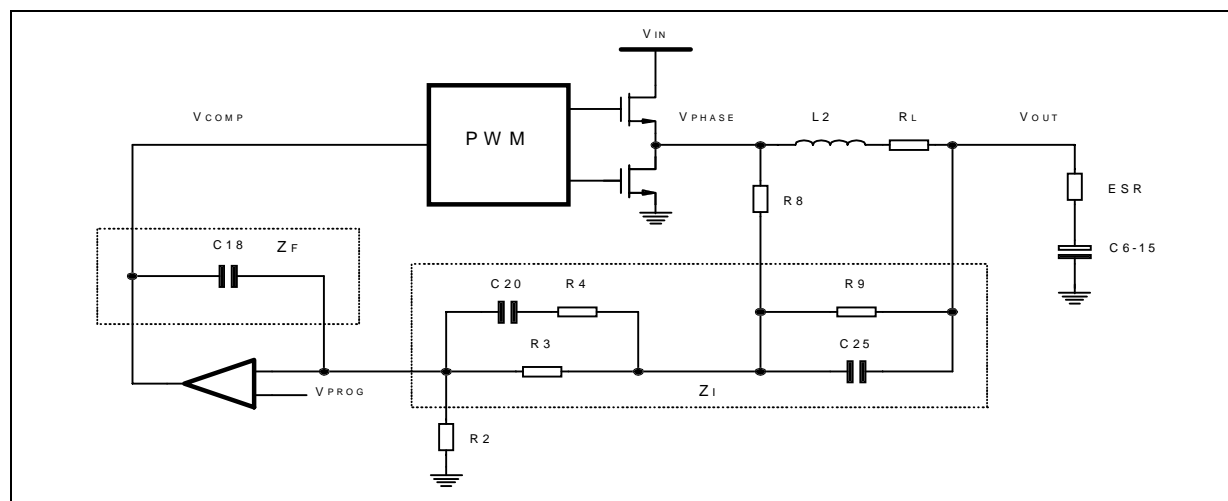 VIN
VCOMP
PWM
VPHASE
L2
RL
VOUT
R8
ESR
C6-15
C18
ZF
C20
R4
R9
R3
C25
VPROG
ZI
R2